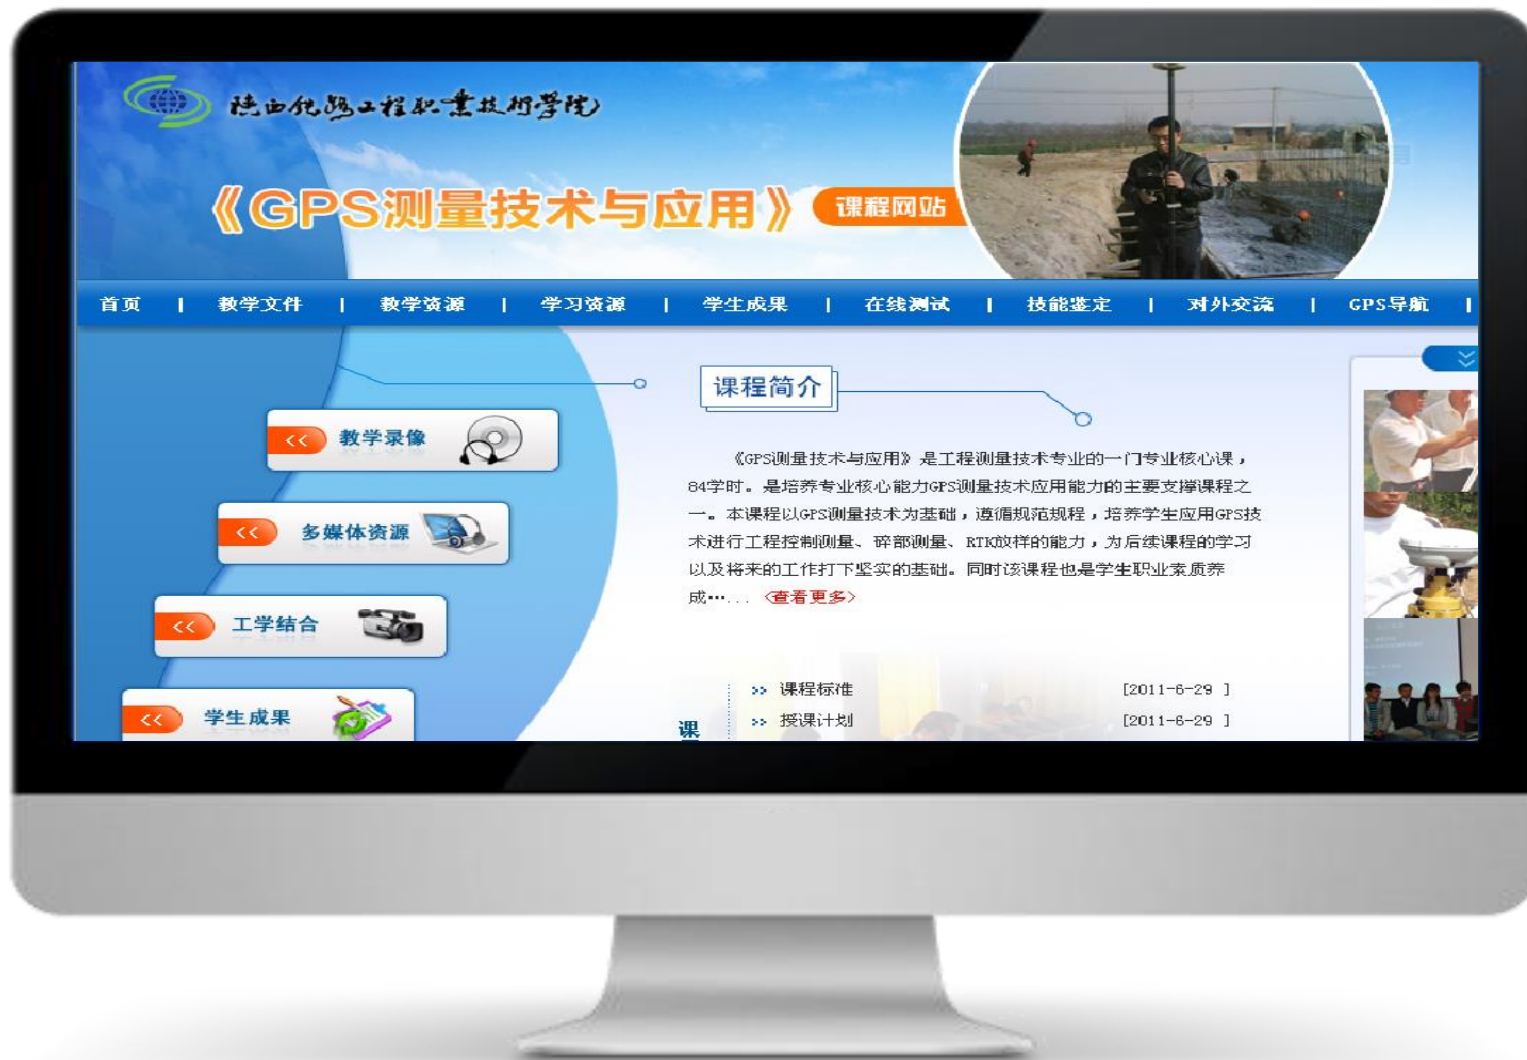 陕西铁路工程职业技术学院
《GPS测量技术与应用》 课程网站
首页 | 教学文件 | 教学资源 | 学习资源 | 学生成果 | 在线测试 | 技能鉴定 | 对外交流 | GPS导航 |
<< 教学录像
<< 多媒体资源
<< 工学结合
<< 学生成果
课程简介
《GPS测量技术与应用》是工程测量技术专业的一门专业核心课，
84学时。是培养专业核心能力GPS测量技术应用能力的主要支撑课程之
一。本课程以GPS测量技术为基础，遵循规范规程，培养学生应用GPS技
术进行工程控制测量、碎部测量、RTK放样的能力，为后续课程的学习
以及将来的工作打下坚实的基础。同时该课程也是学生职业素质养
成…... <查看更多>
>> 课程标准 [2011-6-29 ]
课 >> 授课计划 [2011-6-29 ]